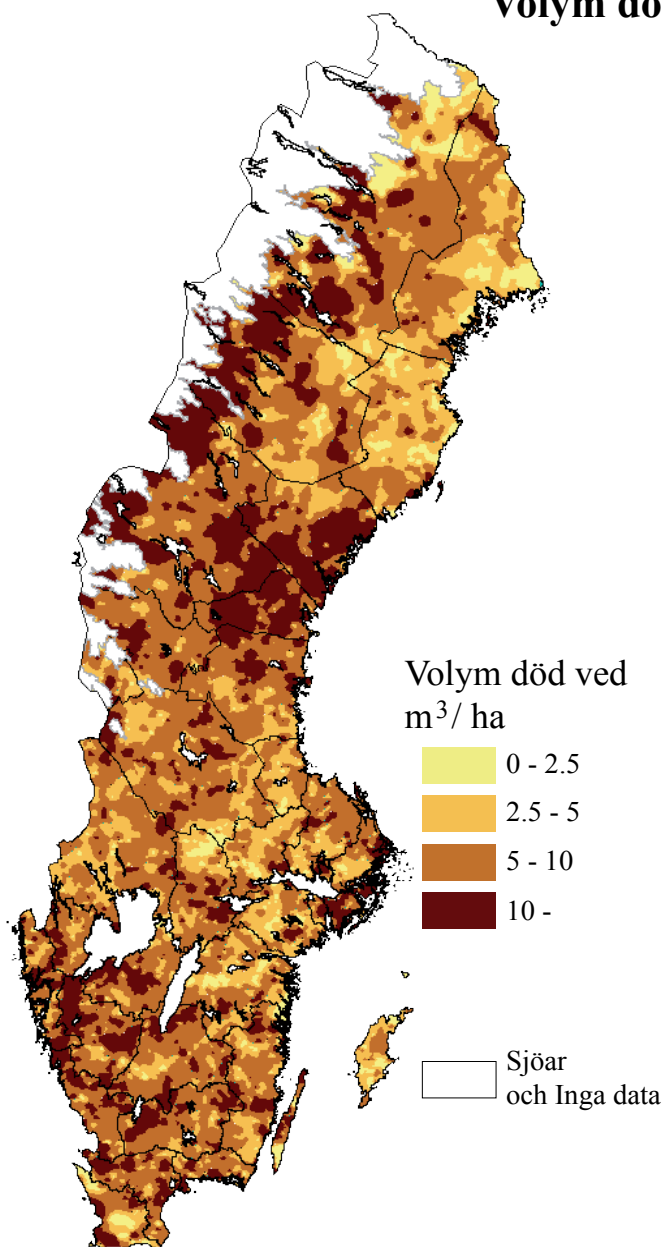 Volym dö
Volym död ved
m³/ ha
0 - 2.5
2.5 - 5
5 - 10
10 -
Sjöar
och Inga data